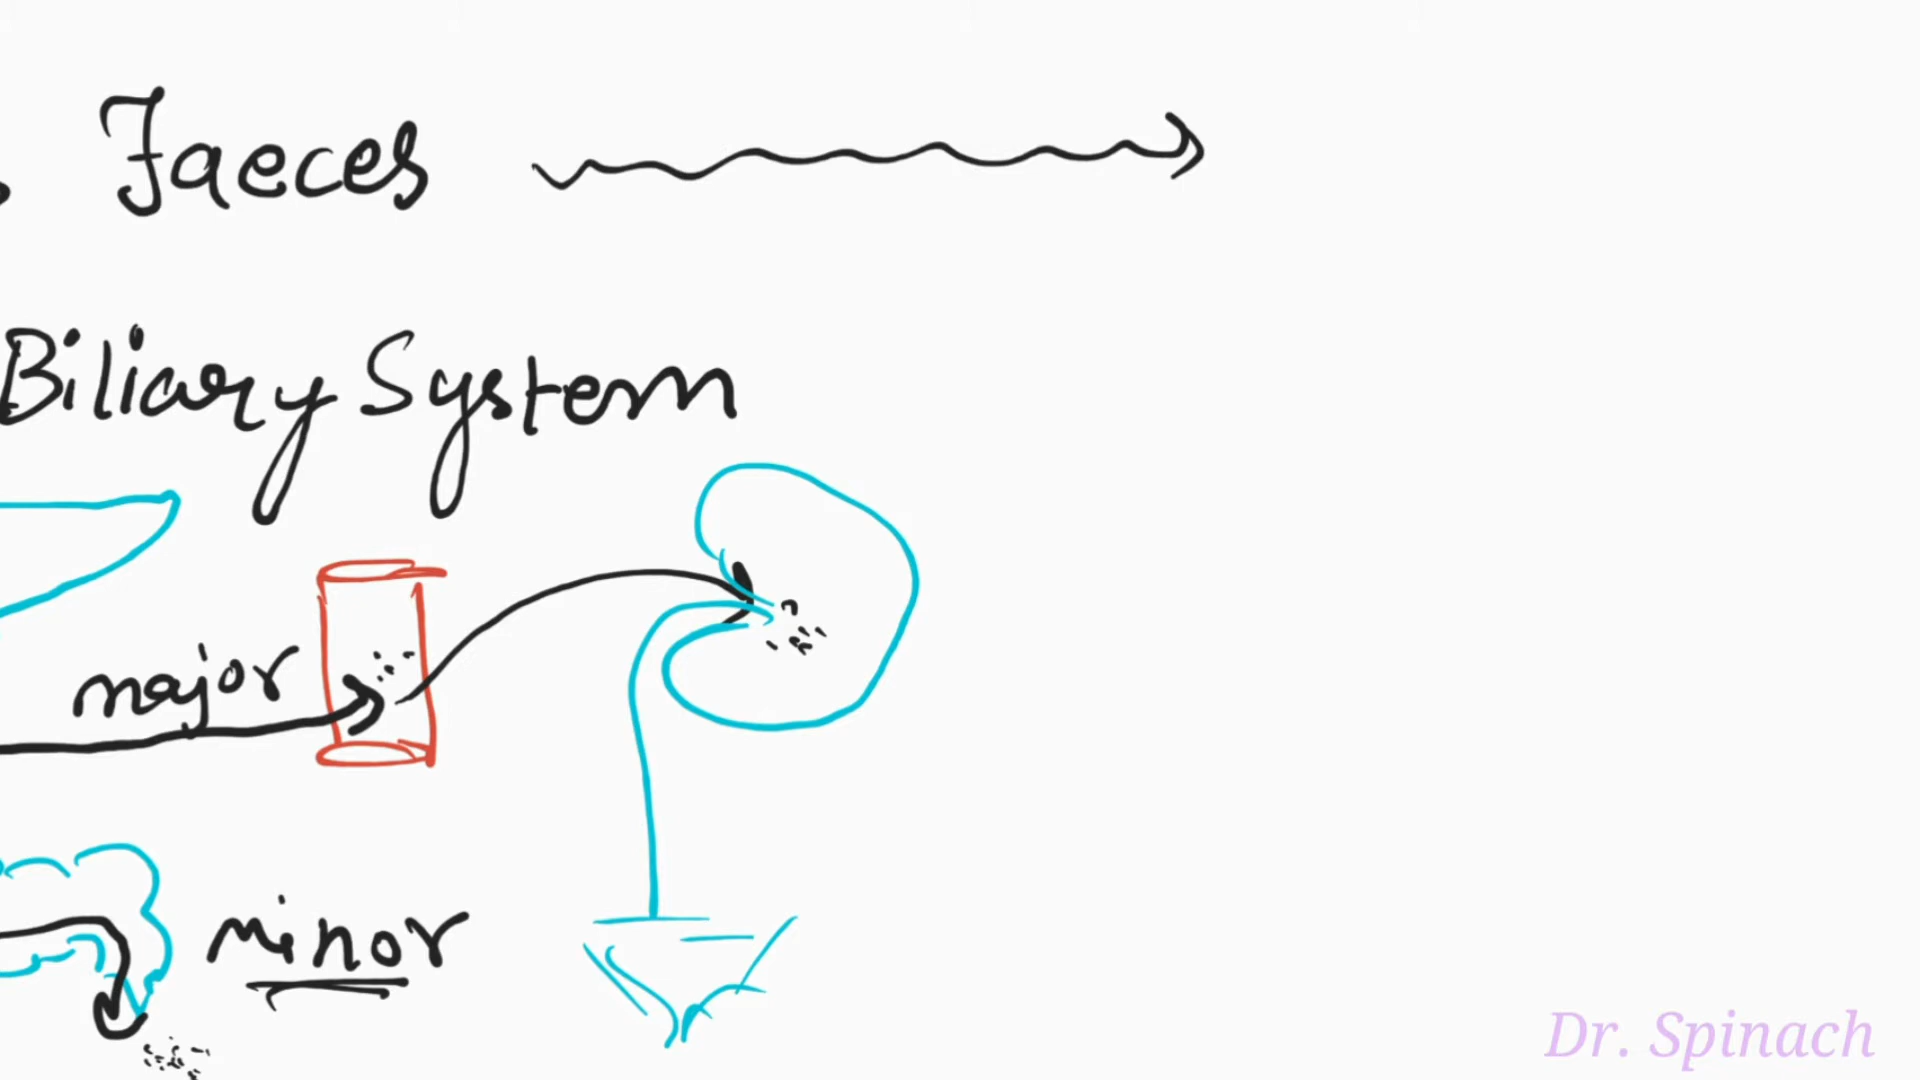 Faeces
Biliary System
major
minor
Dr. Spinach